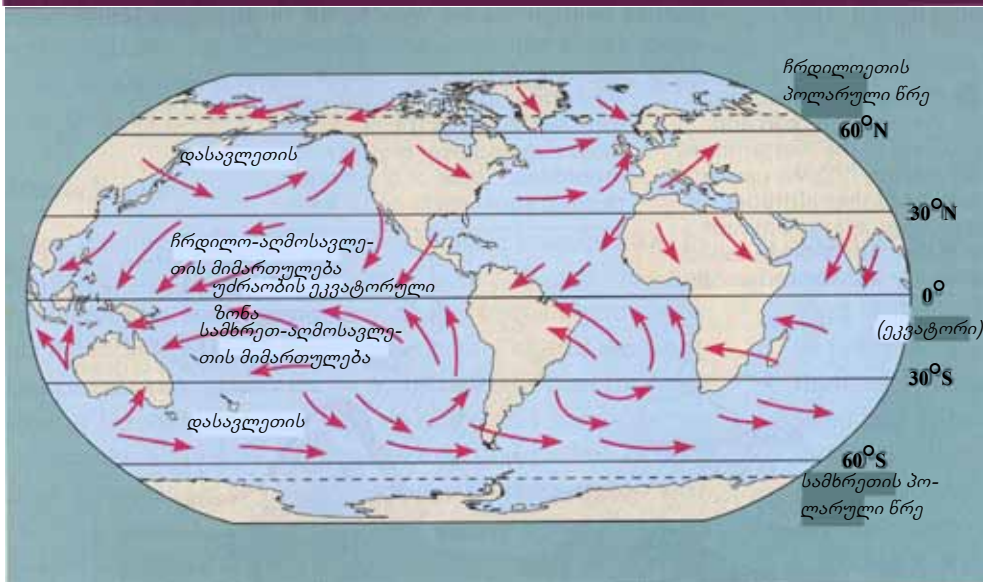 ჩრდილოეთის
პოლარული წრე
60°N
დასავლეთის
30°N
ჩრდილო-აღმოსავლე-
თის მიმართულება
უძრაობის ეკვატორული
0°
ზონა
სამხრეთ-აღმოსავლე-
(ეკვატორი)
თის მიმართულება
30°S
დასავლეთის
60°S
სამხრეთის პო-
ლარული წრე